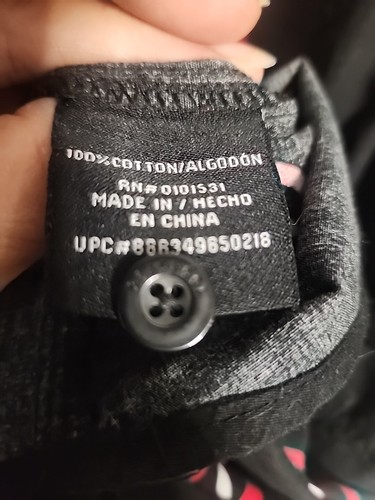 100% COTTON/ALGODÓN
RN# 0101531
MADE IN / HECHO
EN CHINA
UPC# 888349650218